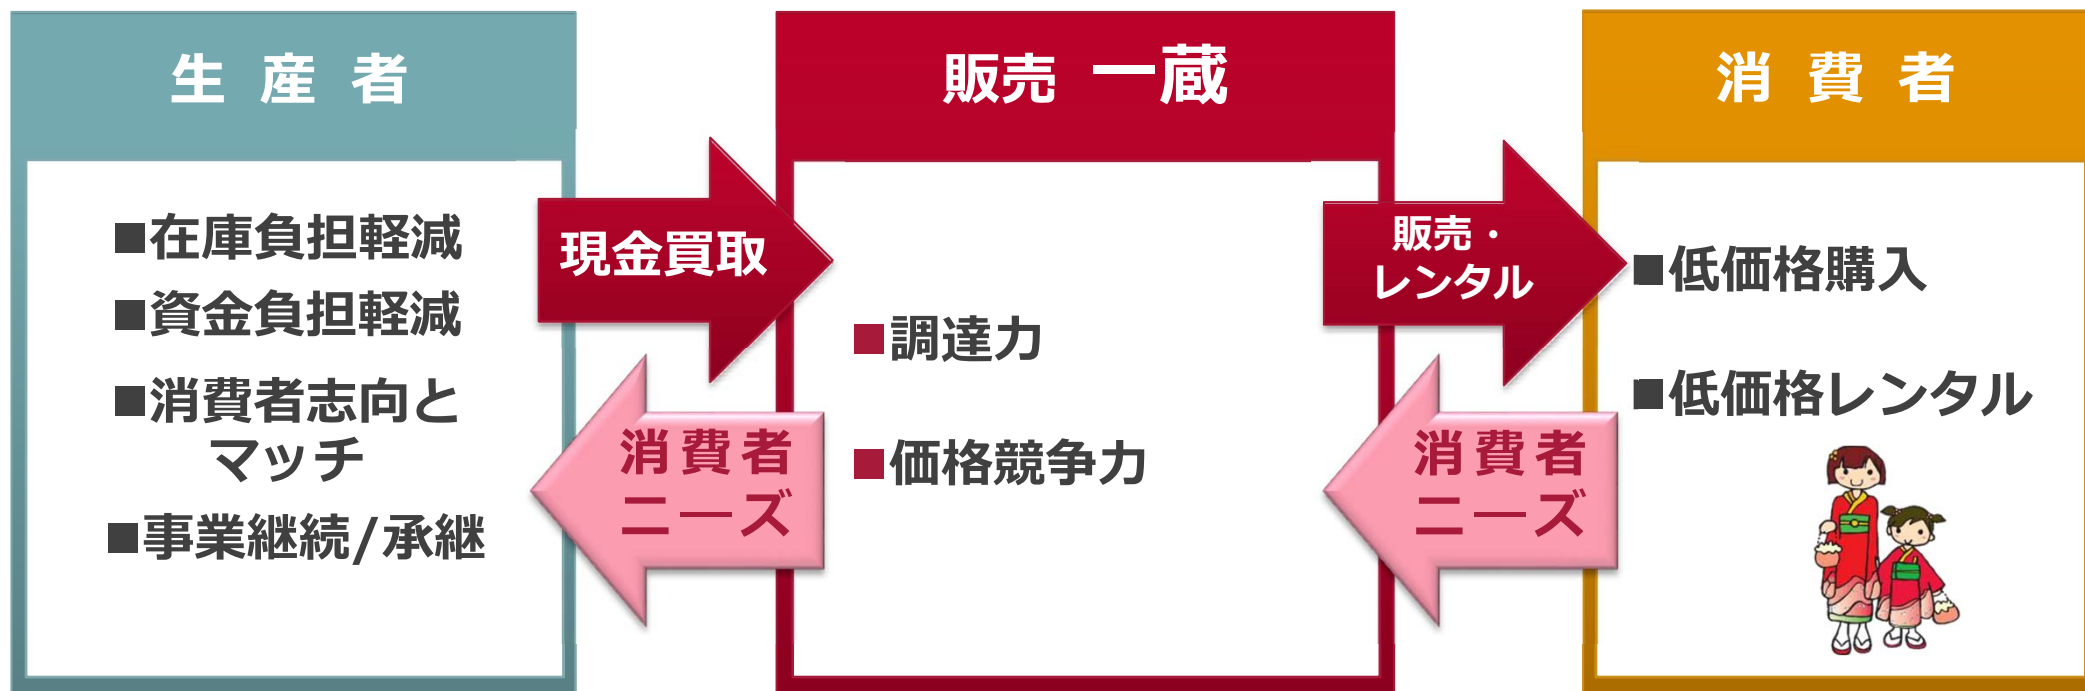 生産者
■在庫負担軽減
■資金負担軽減
■消費者志向と
マッチ
■事業継続/承継
現金買取
消費者
ニーズ
販売 一蔵
■調達力
■価格競争力
販売・
レンタル
消費者
ニーズ
消費者
■低価格購入
■低価格レンタル